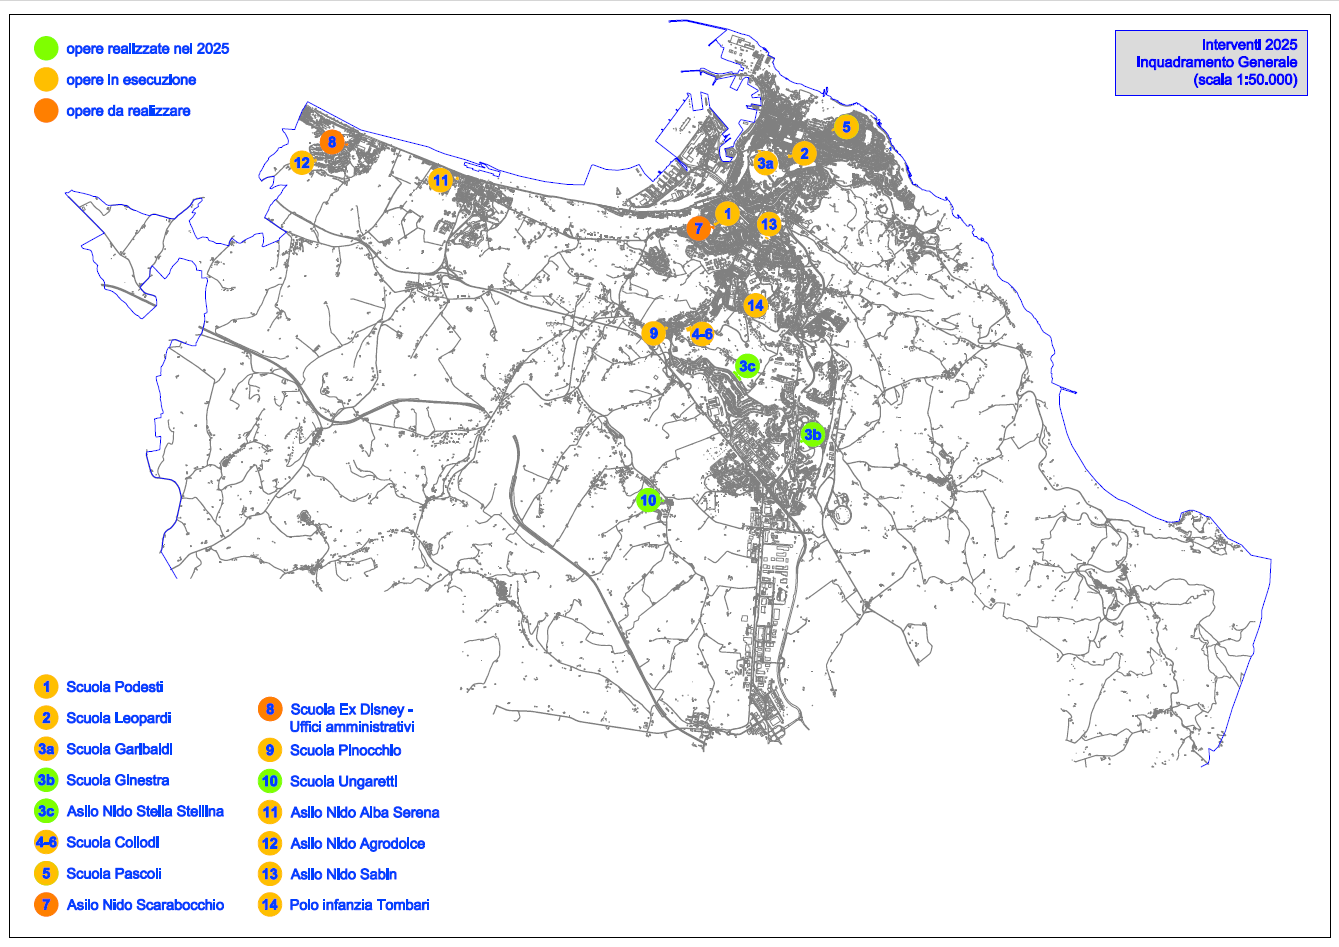 opere realizzate nel 2025
opere in esecuzione
opere da realizzare
Interventi 2025
Inquadramento Generale
(scala 1:50.000)
5
8
2
12
3a
11
1
13
7
14
9
4-6
3c
3b
10
1 Scuola Podesti
2 Scuola Leopardi
3a Scuola Garibaldi
3b Scuola Ginestra
3c Asilo Nido Stella Stellina
4-6 Scuola Collodi
5 Scuola Pascoli
7 Asilo Nido Scarabocchio
8 Scuola Ex Disney -
Uffici amministrativi
9 Scuola Pinocchio
10 Scuola Ungaretti
11 Asilo Nido Alba Serena
12 Asilo Nido Agrodolce
13 Asilo Nido Sabin
14 Polo infanzia Tombari